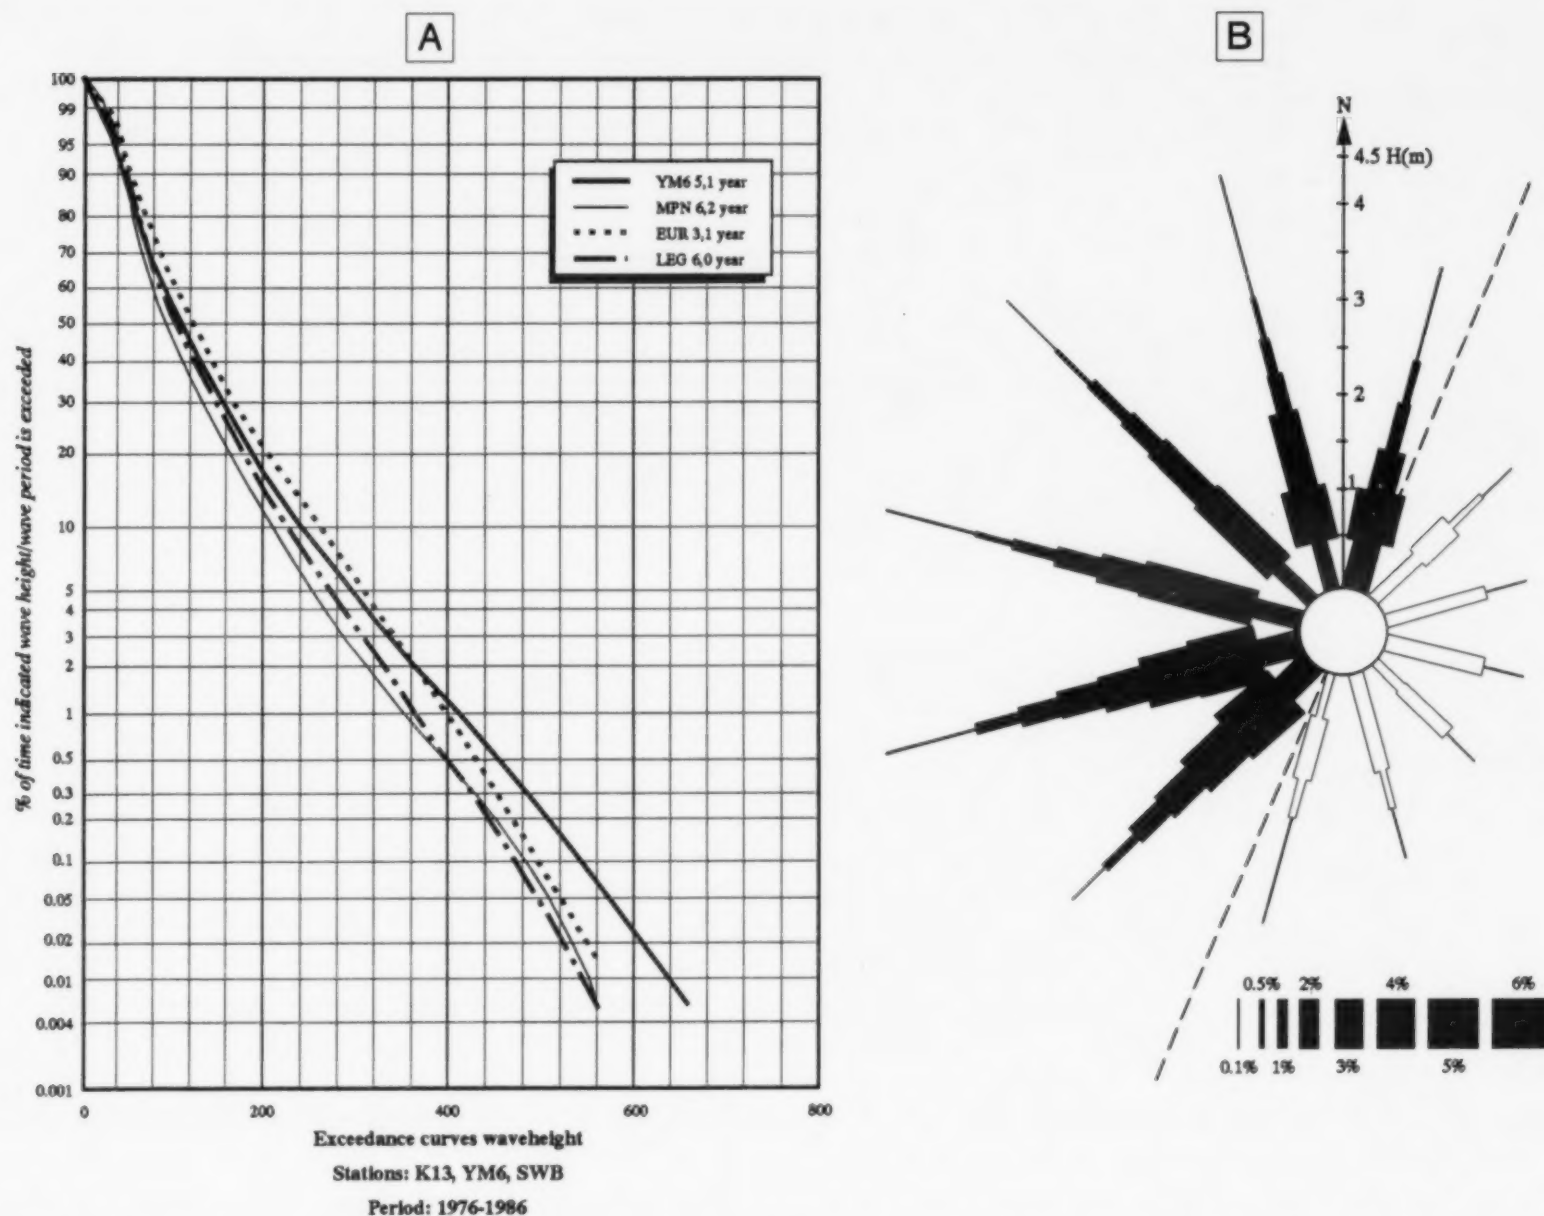 A
B
100
99
95
90
80
70
60
50
40
30
20
10
5
4
3
2
1
0.5
0.3
0.2
0.1
0.05
0.02
0.01
0.004
0.001
% of time indicated wave height/wave period is exceeded
YM6 5,1 year
MPN 6,2 year
EUR 3,1 year
LEG 6,0 year
0 200 400 600 800
Exceedance curves waveheight
Stations: K13, YM6, SWB
Period: 1976-1986
N
4.5 H(m)
4
3
2
1
0.5% 2% 4% 6%
0.1% 1% 3% 5%